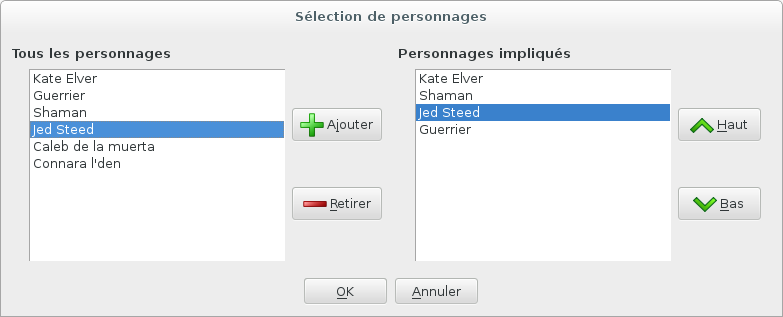 Sélection de personnages
Tous les personnages
Kate Elver
Guerrier
Shaman
Jed Steed
Caleb de la muerta
Connara l'den
Ajouter
Retirer
Personnages impliqués
Kate Elver
Shaman
Jed Steed
Guerrier
Haut
Bas
OK
Annuler